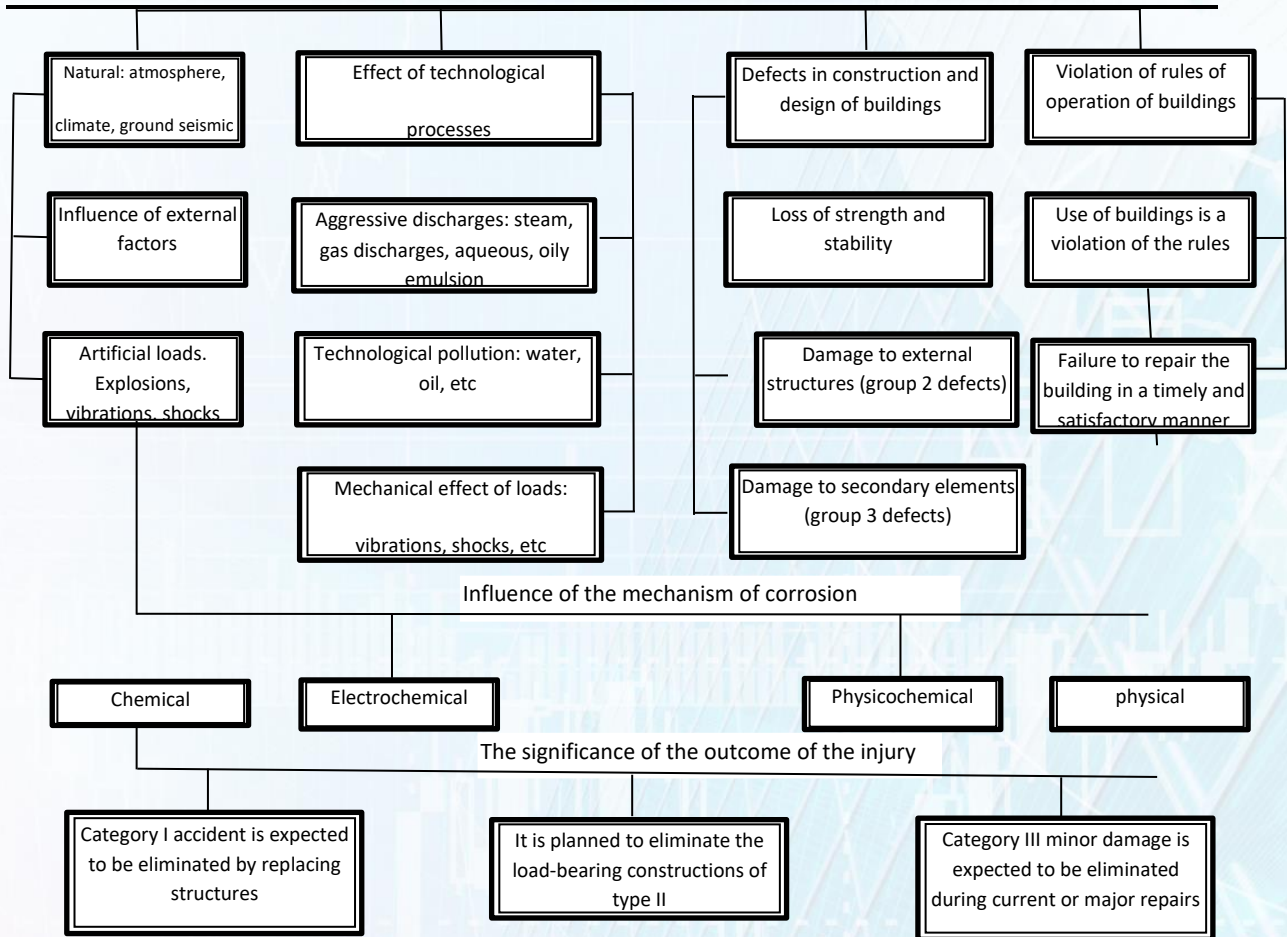 Natural: atmosphere,
climate, ground seismic
Effect of technological
processes
Defects in construction and
design of buildings
Violation of rules of
operation of buildings
Influence of external
factors
Aggressive discharges: steam,
gas discharges, aqueous, oily
emulsion
Loss of strength and
stability
Use of buildings is a
violation of the rules
Artificial loads.
Explosions,
vibrations, shocks
Technological pollution: water,
oil, etc
Damage to external
structures (group 2 defects)
Failure to repair the
building in a timely and
satisfactory manner
Mechanical effect of loads:
vibrations, shocks, etc
Damage to secondary elements
(group 3 defects)
Influence of the mechanism of corrosion
Chemical
Electrochemical
Physicochemical
physical
The significance of the outcome of the injury
Category I accident is expected
to be eliminated by replacing
structures
It is planned to eliminate the
load-bearing constructions of
type II
Category III minor damage is
expected to be eliminated
during current or major repairs